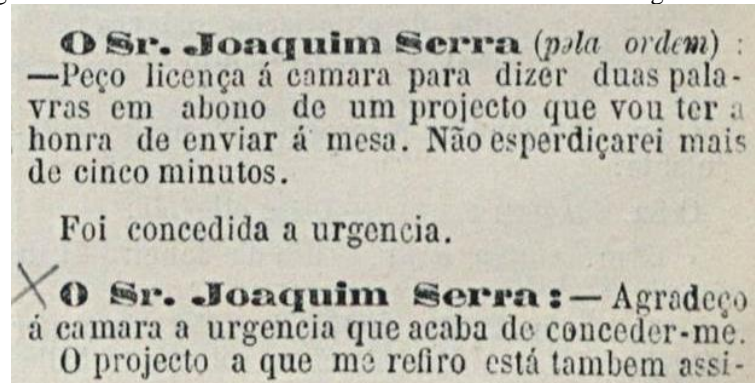 O Sr. Joaquim Serra (pela ordem) :
—Peço licença á camara para dizer duas pala-
vras em abono de um projecto que vou ter a
honra de enviar á mesa. Não esperdiçarei mais
de cinco minutos.
Foi concedida a urgencia.
O Sr. Joaquim Serra : — Agradeço
á camara a urgencia que acaba de conceder-me.
O projecto a que me refiro está tambem assi-